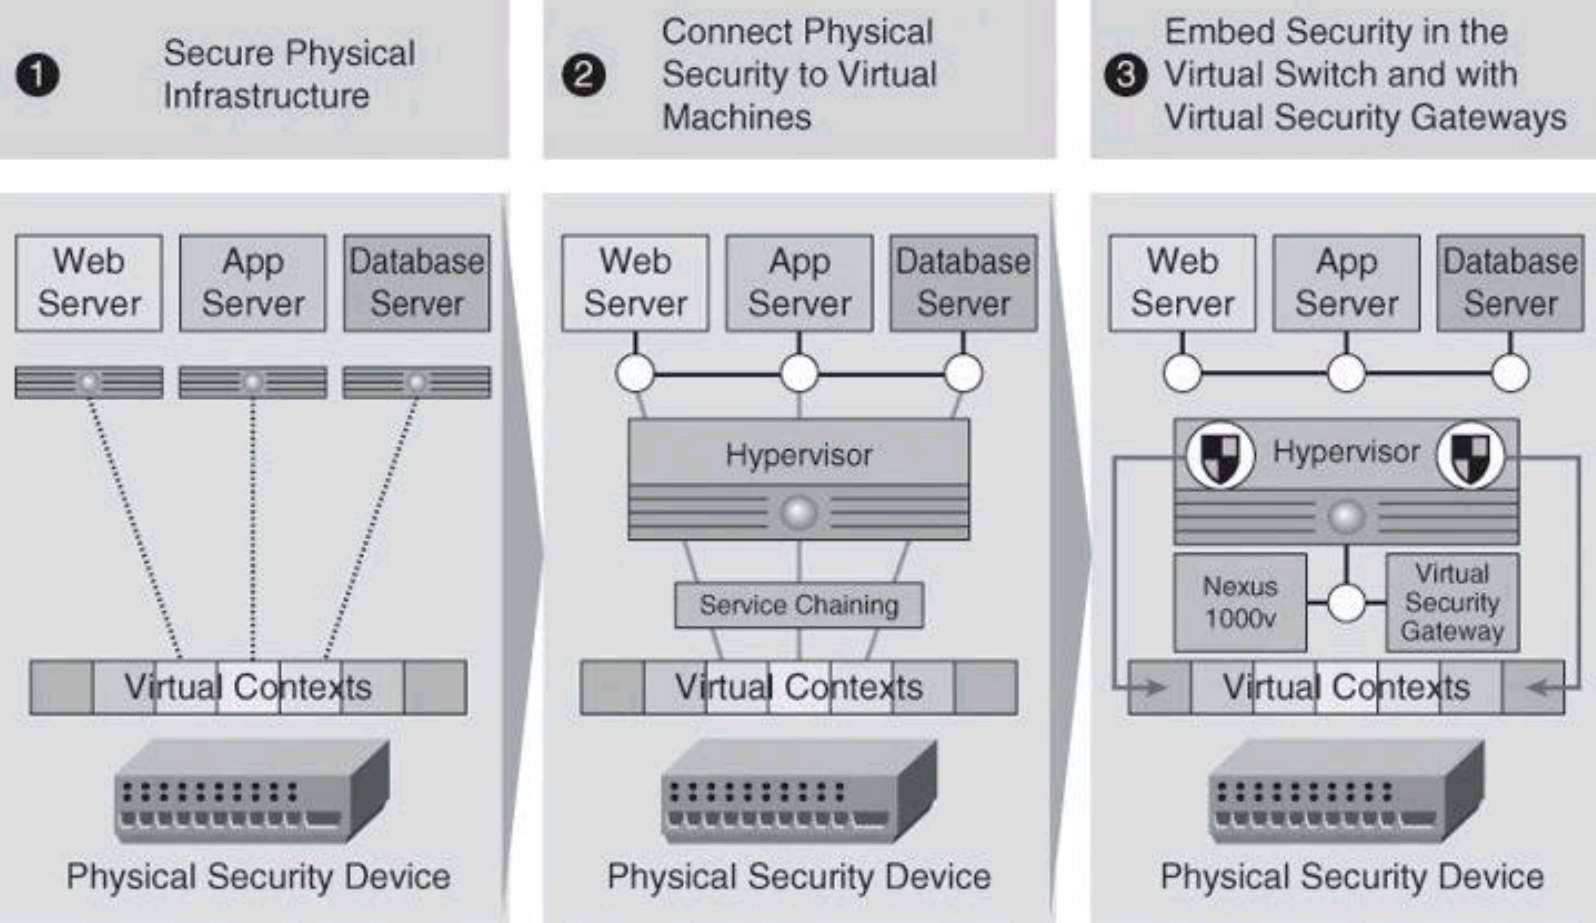 1
Secure Physical
Infrastructure
2
Connect Physical
Security to Virtual
Machines
3
Embed Security in the
Virtual Switch and with
Virtual Security Gateways
Web
Server
App
Server
Database
Server
Virtual Contexts
Physical Security Device
Web
Server
App
Server
Database
Server
Hypervisor
Service Chaining
Virtual Contexts
Physical Security Device
Web
Server
App
Server
Database
Server
Hypervisor
Nexus
1000v
Virtual
Security
Gateway
Virtual Contexts
Physical Security Device